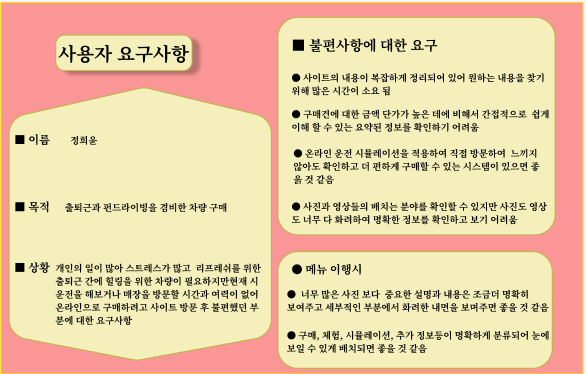 사용자 요구사항
■ 이름 정희윤
■ 목적 출퇴근과 펀드라이빙을 겸비한 차량 구매
■ 상황 개인의 일이 많아 스트레스가 많고 리프레쉬를 위한
출퇴근 간에 힐링을 위한 차량이 필요하지만현재 시
운전을 해보거나 매장을 방문할 시간과 여력이 없어
온라인으로 구매하려고 사이트 방문 후 불편했던 부
분에 대한 요구사항
■ 불편사항에 대한 요구
● 사이트의 내용이 복잡하게 정리되어 있어 원하는 내용을 찾기
위해 많은 시간이 소요 됨
● 구매건에 대한 금액 단가가 높은 데에 비해서 간접적으로 쉽게
이해 할 수 있는 요약된 정보를 확인하기 어려움
● 온라인 운전 시뮬레이션을 적용하여 직접 방문하여 느끼지
않아도 확인하고 더 편하게 구매할 수 있는 시스템이 있으면 좋
을 것 같음
● 사진과 영상들의 배치는 분야를 확인할 수 있지만 사진도 영상
도 너무 다 화려하여 명확한 정보를 확인하고 보기 어려움
● 메뉴 이행시
● 너무 많은 사진 보다 중요한 설명과 내용은 조금더 명확히
보여주고 세부적인 부분에서 화려한 내면을 보며주면 좋을 것 같음
● 구매, 체험, 시뮬레이션, 추가 정보등이 명확하게 분류되어 눈에
보일 수 있게 배치되면 좋을 것 같음